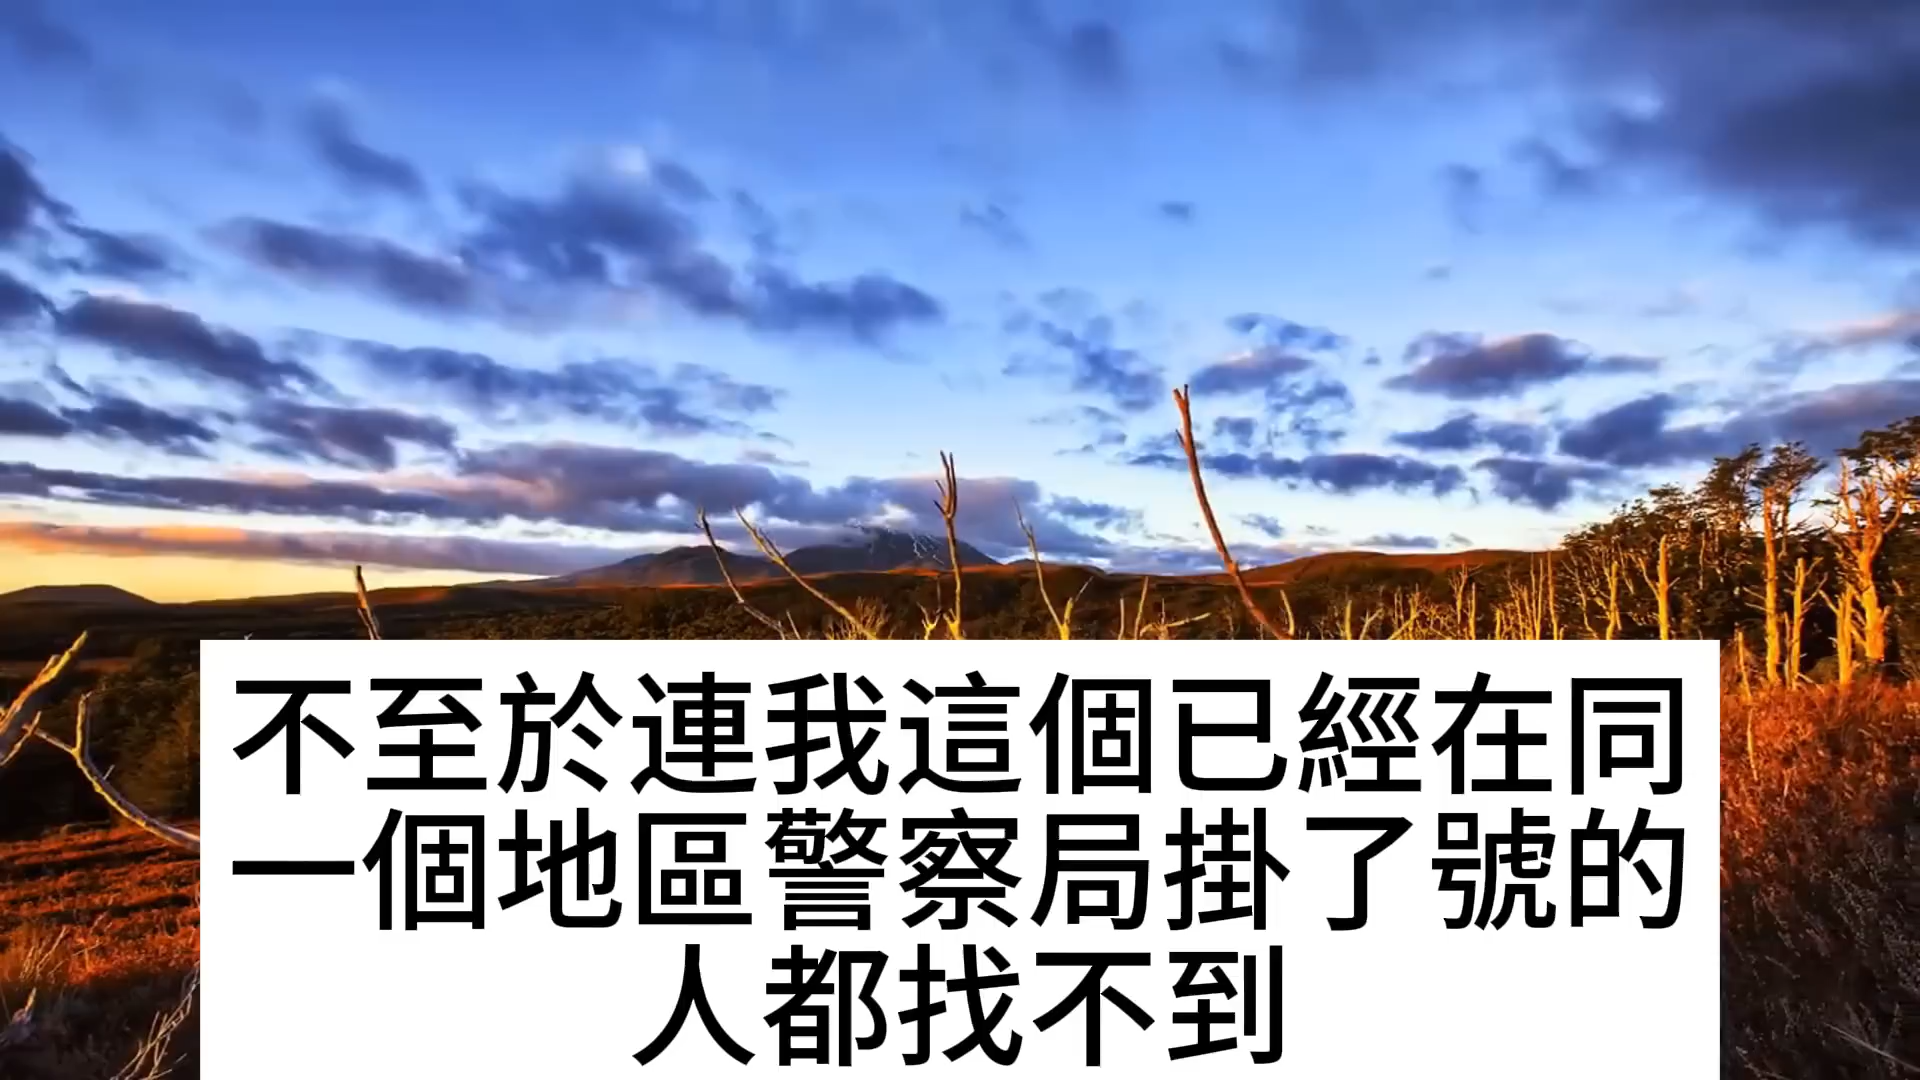 不至於連我這個已經在同
一個地區警察局掛了號的
人都找不到